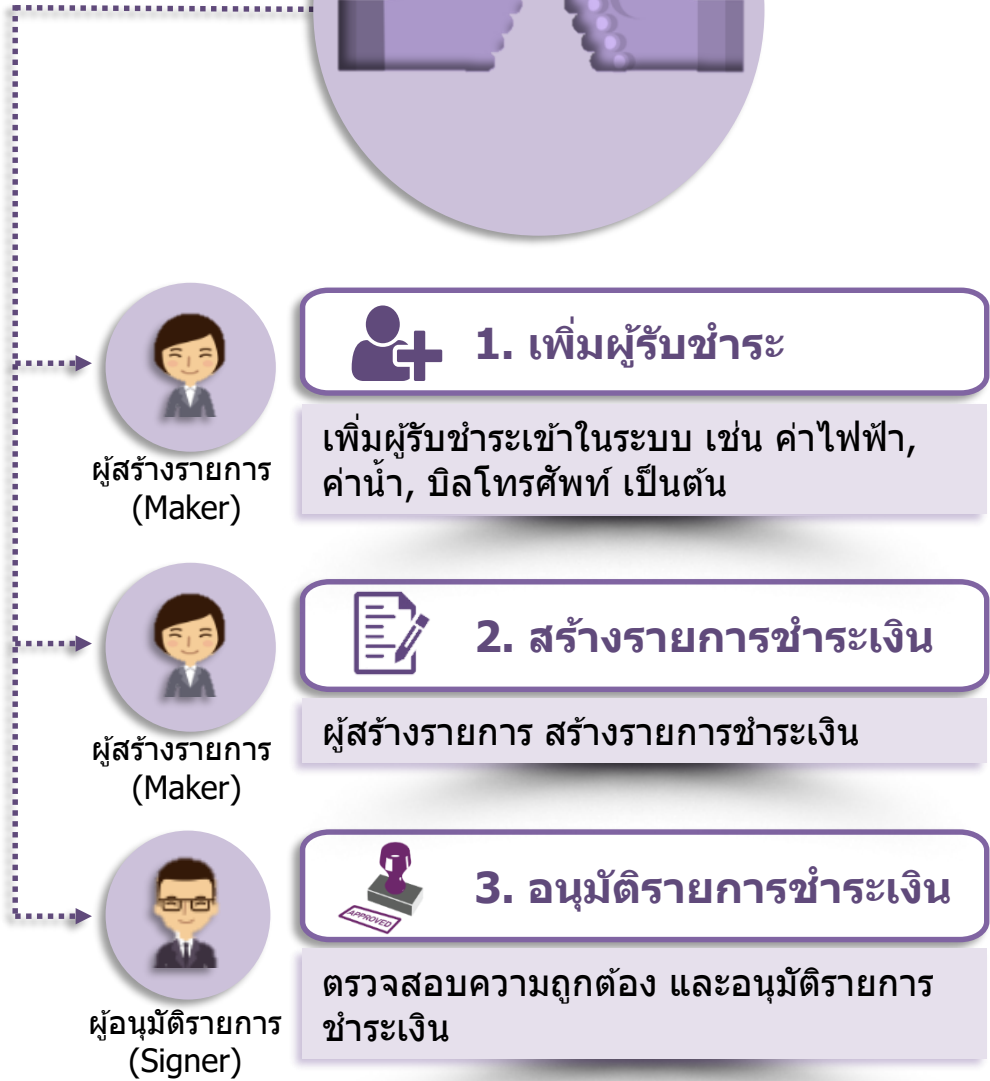 1. เพิ่มผู้รับชำระ
เพิ่มผู้รับชำระเข้าในระบบ เช่น ค่าไฟฟ้า,
ค่าน้ำ, บิลโทรศัพท์ เป็นต้น
ผู้สร้างรายการ
(Maker)
2. สร้างรายการชำระเงิน
ผู้สร้างรายการ สร้างรายการชำระเงิน
ผู้สร้างรายการ
(Maker)
3. อนุมัติรายการชำระเงิน
APPROVED
ตรวจสอบความถูกต้อง และอนุมัติรายการ
ชำระเงิน
ผู้อนุมัติรายการ
(Signer)